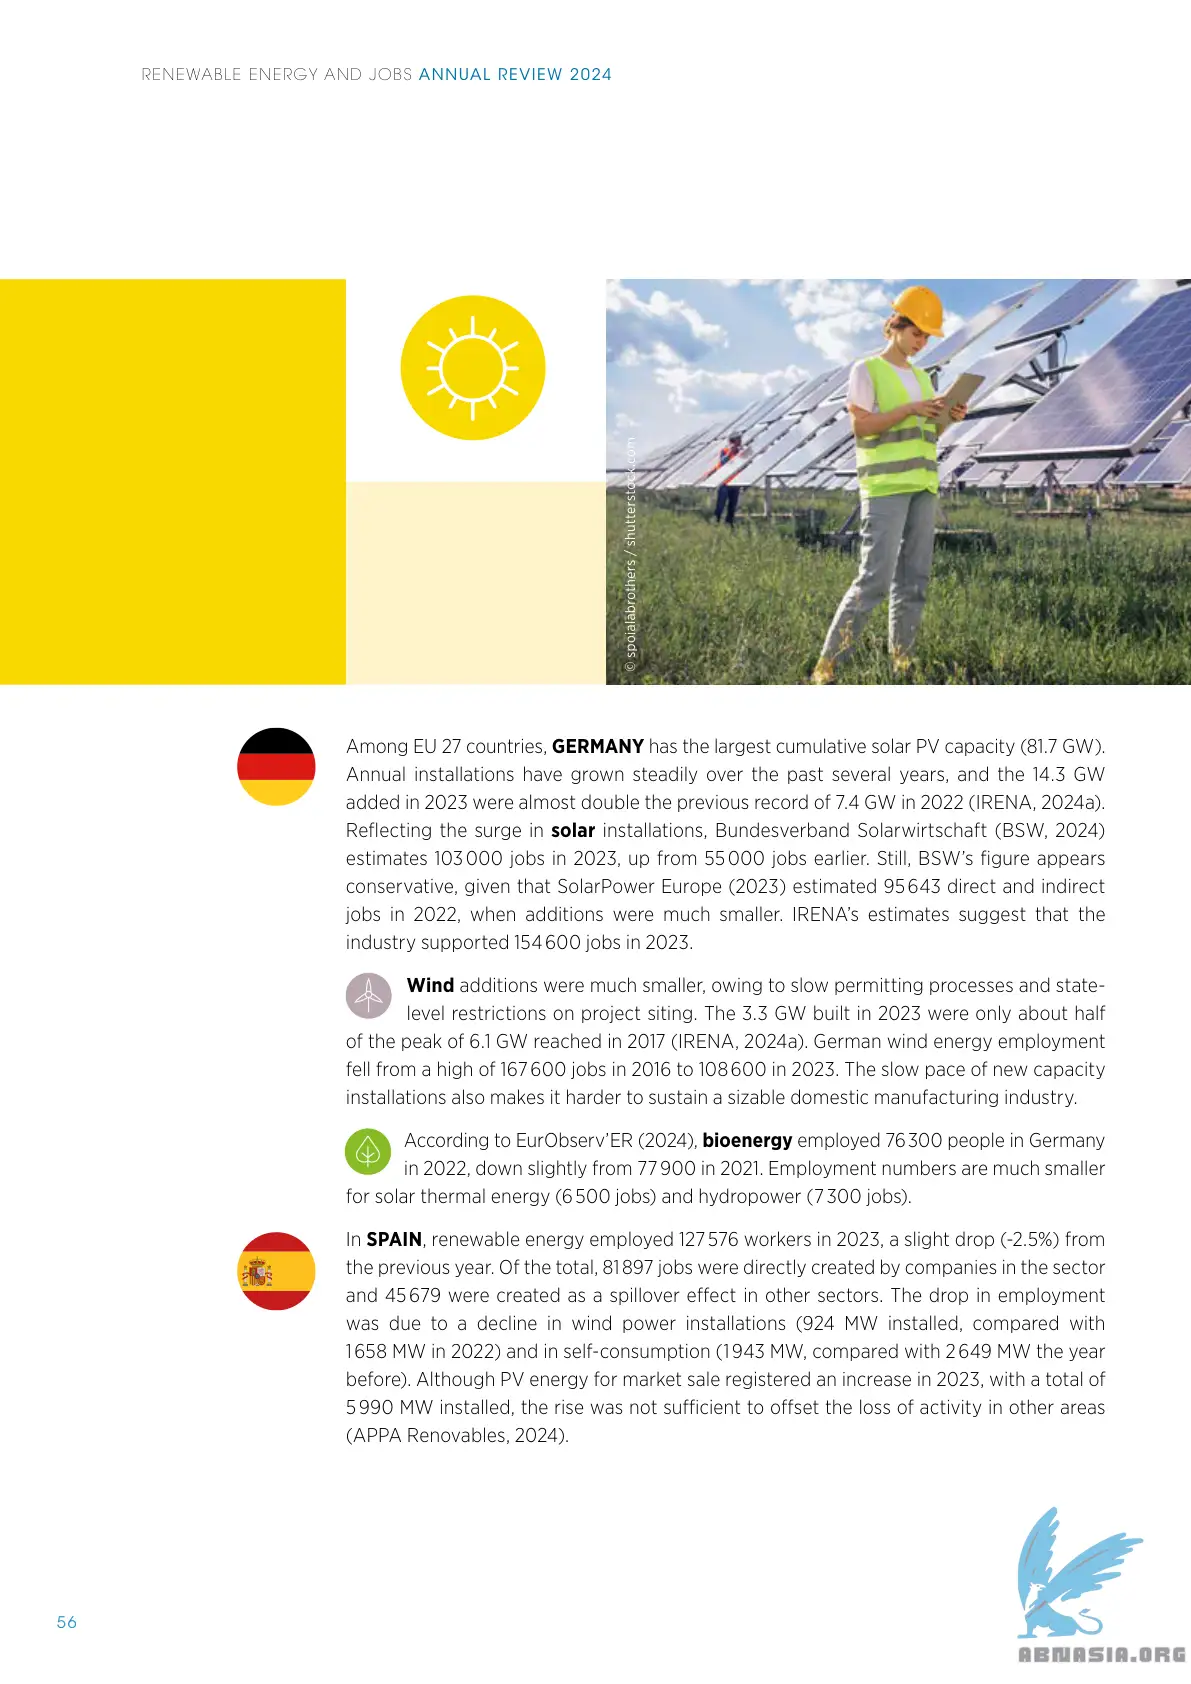 RENEWABLE ENERGY AND JOBS ANNUAL REVIEW 2024
© spoialabrothers / shutterstock.com
Among EU 27 countries, GERMANY has the largest cumulative solar PV capacity (81.7 GW).
Annual installations have grown steadily over the past several years, and the 14.3 GW
added in 2023 were almost double the previous record of 7.4 GW in 2022 (IRENA, 2024a).
Reflecting the surge in solar installations, Bundesverband Solarwirtschaft (BSW, 2024)
estimates 103 000 jobs in 2023, up from 55 000 jobs earlier. Still, BSW’s figure appears
conservative, given that SolarPower Europe (2023) estimated 95 643 direct and indirect
jobs in 2022, when additions were much smaller. IRENA’s estimates suggest that the
industry supported 154 600 jobs in 2023.
Wind additions were much smaller, owing to slow permitting processes and state-
level restrictions on project siting. The 3.3 GW built in 2023 were only about half
of the peak of 6.1 GW reached in 2017 (IRENA, 2024a). German wind energy employment
fell from a high of 167 600 jobs in 2016 to 108 600 in 2023. The slow pace of new capacity
installations also makes it harder to sustain a sizable domestic manufacturing industry.
According to EurObserv’ER (2024), bioenergy employed 76 300 people in Germany
in 2022, down slightly from 77 900 in 2021. Employment numbers are much smaller
for solar thermal energy (6 500 jobs) and hydropower (7 300 jobs).
In SPAIN, renewable energy employed 127 576 workers in 2023, a slight drop (-2.5%) from
the previous year. Of the total, 81 897 jobs were directly created by companies in the sector
and 45 679 were created as a spillover effect in other sectors. The drop in employment
was due to a decline in wind power installations (924 MW installed, compared with
1 658 MW in 2022) and in self-consumption (1 943 MW, compared with 2 649 MW the year
before). Although PV energy for market sale registered an increase in 2023, with a total of
5 990 MW installed, the rise was not sufficient to offset the loss of activity in other areas
(APPA Renovables, 2024).
56
ABNASIA.ORG